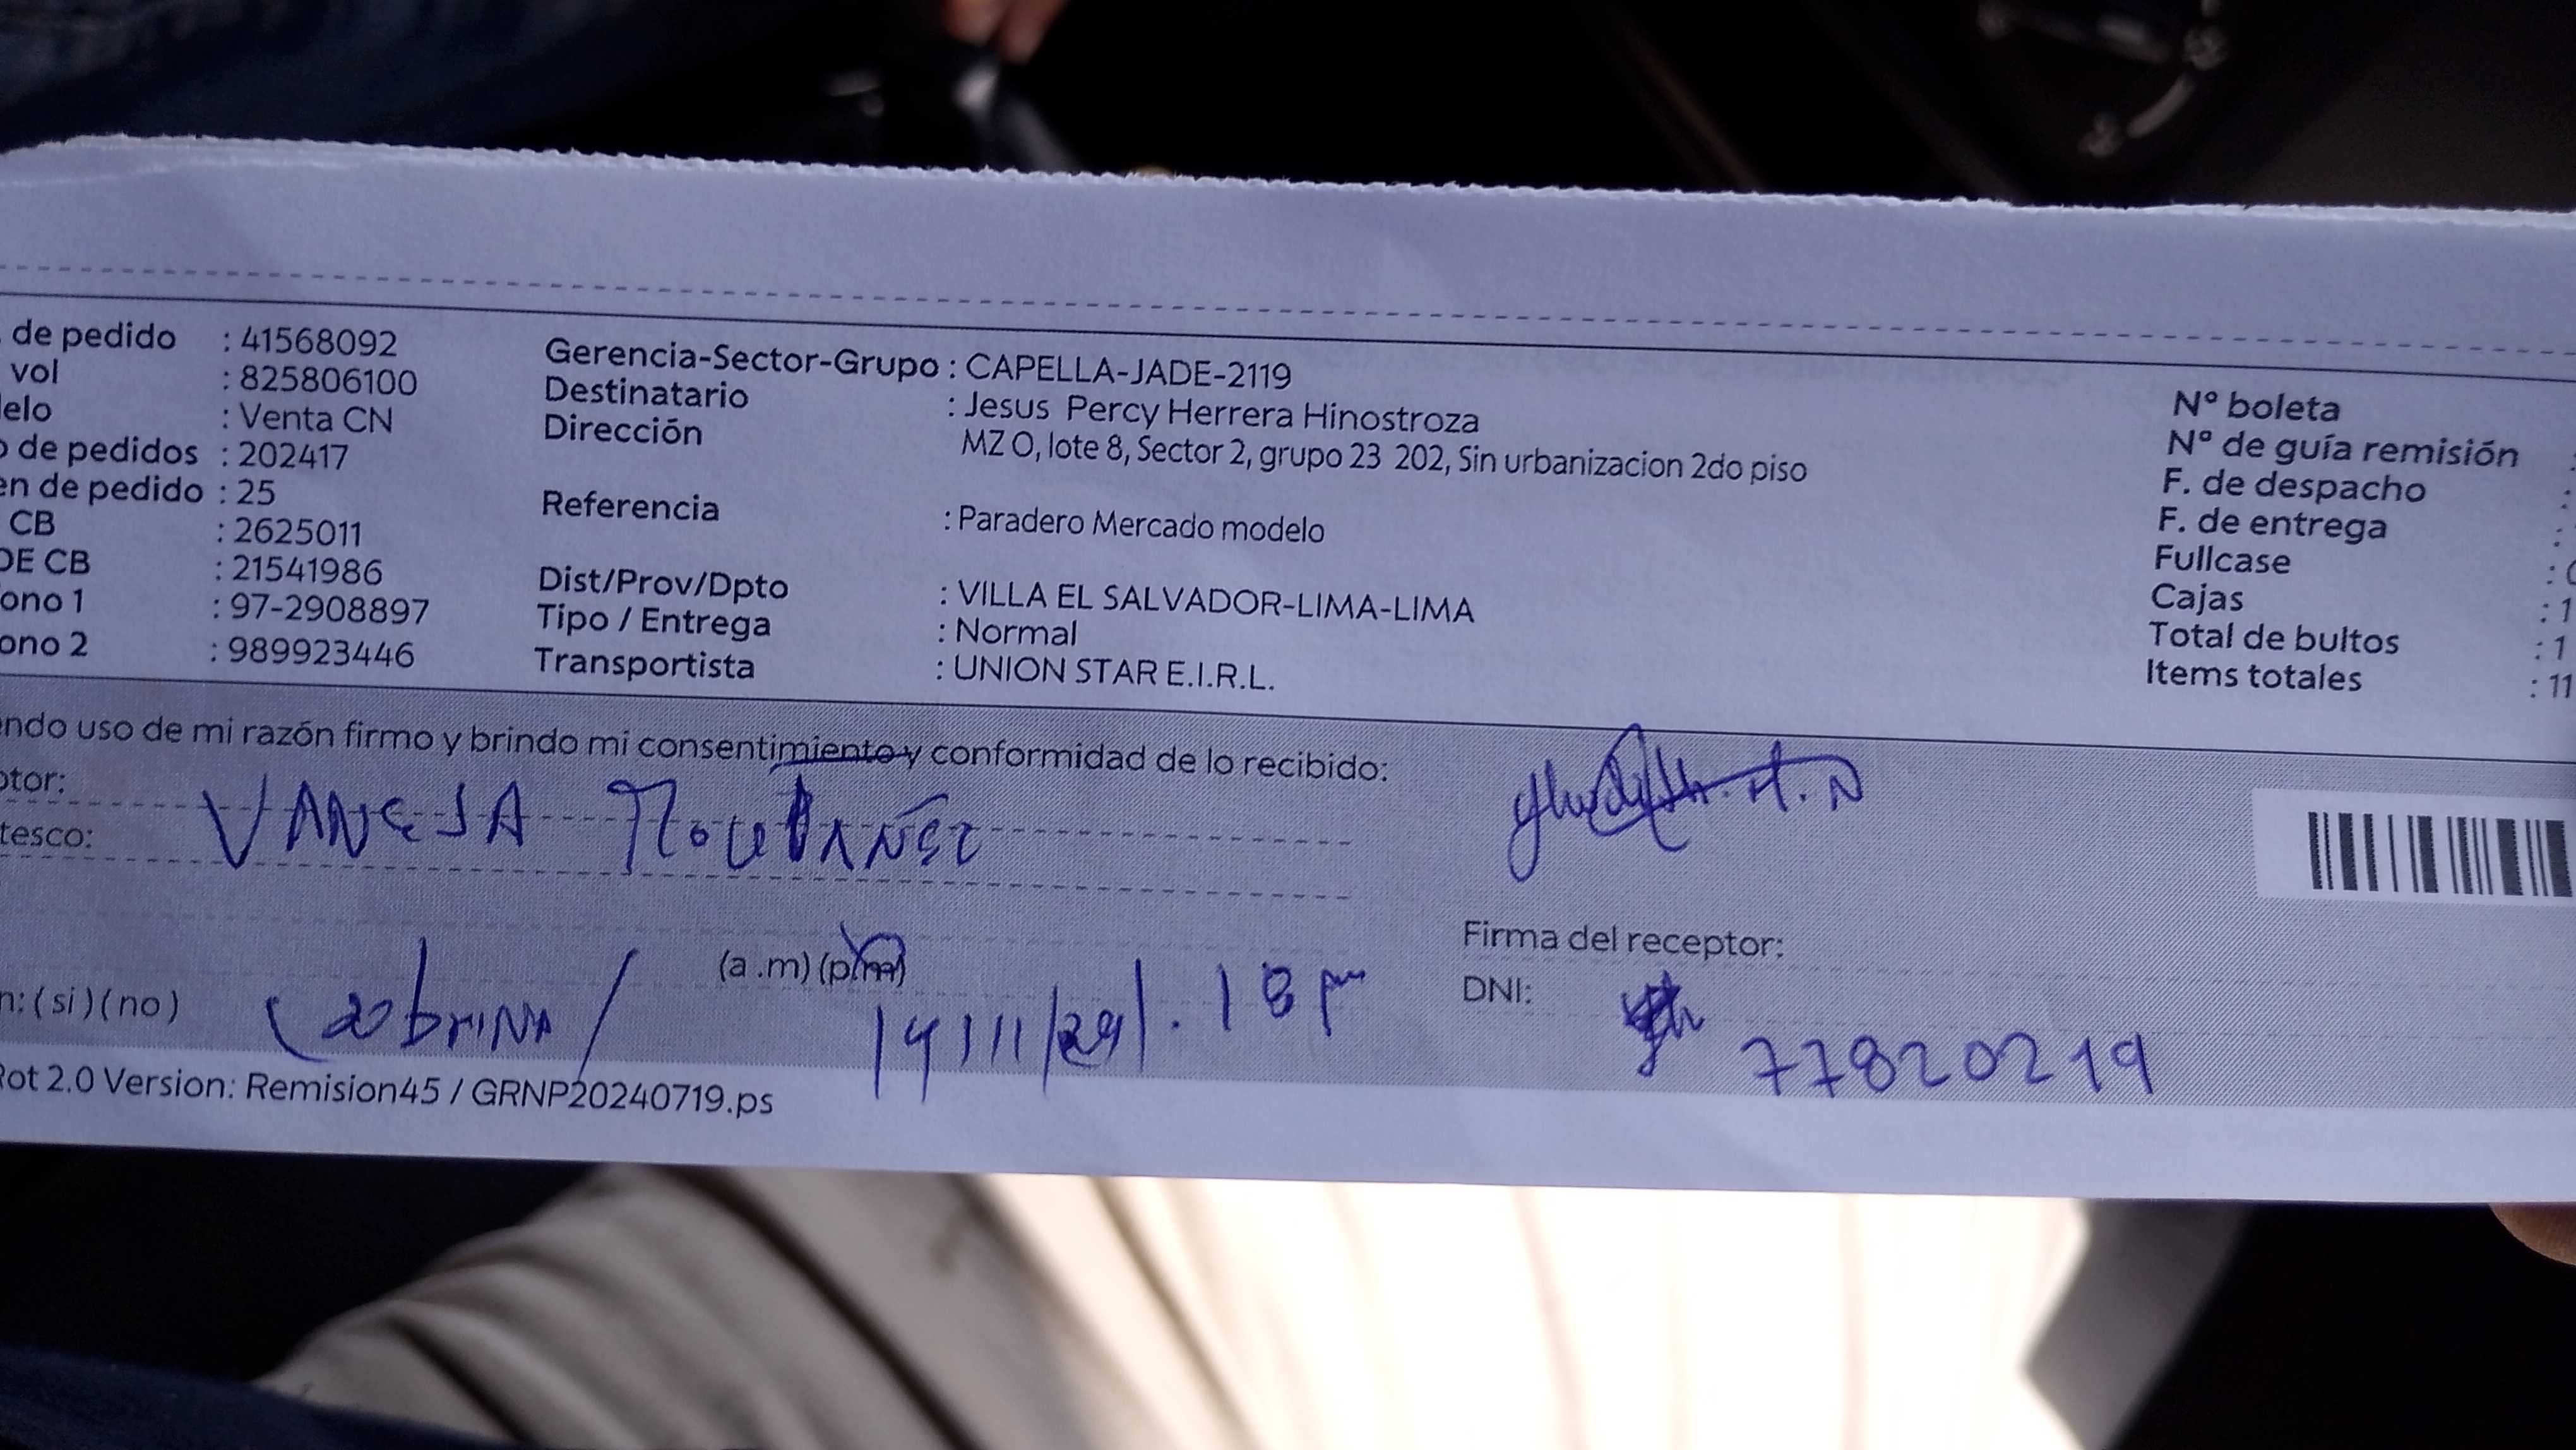 de pedido : 41568092
vol : 825806100
elo : Venta CN
de pedidos : 202417
en de pedido : 25
CB : 2625011
DE CB : 21541986
ono 1 : 97-2908897
ono 2 : 989923446
Gerencia-Sector-Grupo : CAPELLA-JADE-2119
Destinatario : Jesus Percy Herrera Hinostroza
Dirección MZ O, lote 8, Sector 2, grupo 23 202, Sin urbanizacion 2do piso
Referencia : Paradero Mercado modelo
Dist/Prov/Dpto : VILLA EL SALVADOR-LIMA-LIMA
Tipo / Entrega : Normal
Transportista : UNION STAR E.I.R.L.
N° boleta
N° de guía remisión :
F. de despacho :
F. de entrega :
Fullcase :
Cajas : 1
Total de bultos : 1
Items totales : 11
ndo uso de mi razón firmo y brindo mi consentimiento y conformidad de lo recibido:
ptor: VANESA
tesco:
(a .m) (p.m)
Firma del receptor:
n: ( si ) ( no ) sobrina / 14/11/24
DNI: 77820219
Rot 2.0 Version: Remision45 / GRNP20240719.ps